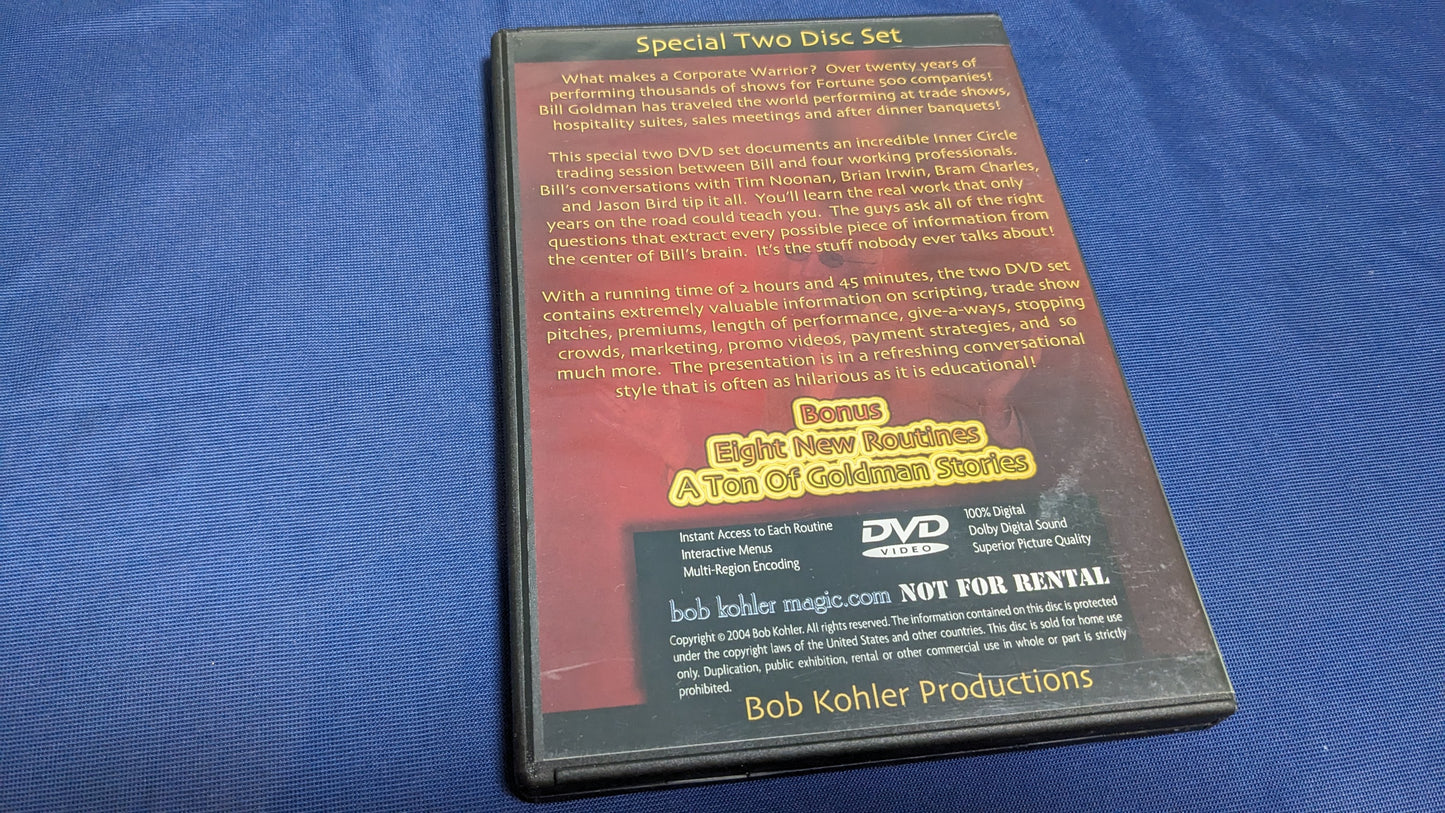 Special Two Disc Set
What makes a Corporate Warrior? Over twenty years of
performing thousands of shows for Fortune 500 companies!
Bill Goldman has traveled the world performing at trade shows,
hospitality suites, sales meetings and after dinner banquets!
This special two DVD set documents an incredible Inner Circle
trading session between Bill and four working professionals.
Bill's conversations with Tim Noonan, Brian Irwin, Bram Charles,
and Jason Bird tip it all. You'll learn the real work that only
years on the road could teach you. The guys ask all of the right
questions that extract every possible piece of information from
the center of Bill's brain. It's the stuff nobody ever talks about!
With a running time of 2 hours and 45 minutes, the two DVD set
contains extremely valuable information on scripting, trade show
pitches, premiums, length of performance, give-a-ways, stopping
crowds, marketing, promo videos, payment strategies, and so
much more. The presentation is in a refreshing conversational
style that is often as hilarious as it is educational!
Bonus
Eight New Routines
A Ton Of Goldman Stories
Instant Access to Each Routine
Interactive Menus
Multi-Region Encoding
DVD
VIDEO
100% Digital
Dolby Digital Sound
Superior Picture Quality
bob kohler magic.com NOT FOR RENTAL
Copyright © 2004 Bob Kohler. All rights reserved. The information contained on this disc is protected
under the copyright laws of the United States and other countries. This disc is sold for home use
only. Duplication, public exhibition, rental or other commercial use in whole or part is strictly
prohibited.
Bob Kohler Productions